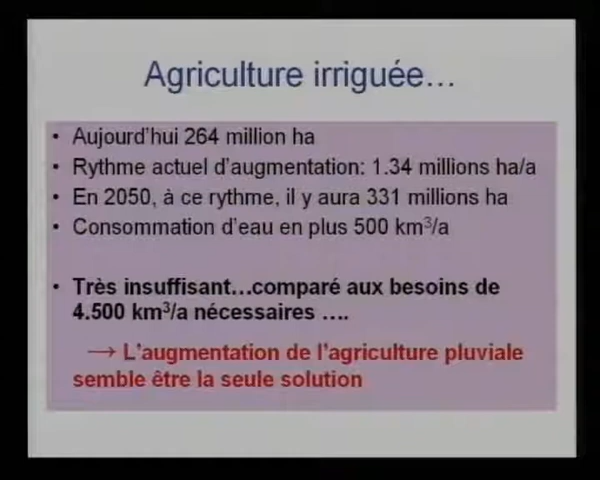 Agriculture irriguée…
• Aujourd'hui 264 million ha
• Rythme actuel d'augmentation: 1.34 millions ha/a
• En 2050, à ce rythme, il y aura 331 millions ha
• Consommation d'eau en plus 500 km³/a
• Très insuffisant…comparé aux besoins de
4.500 km³/a nécessaires ….
→ L'augmentation de l'agriculture pluviale
semble être la seule solution